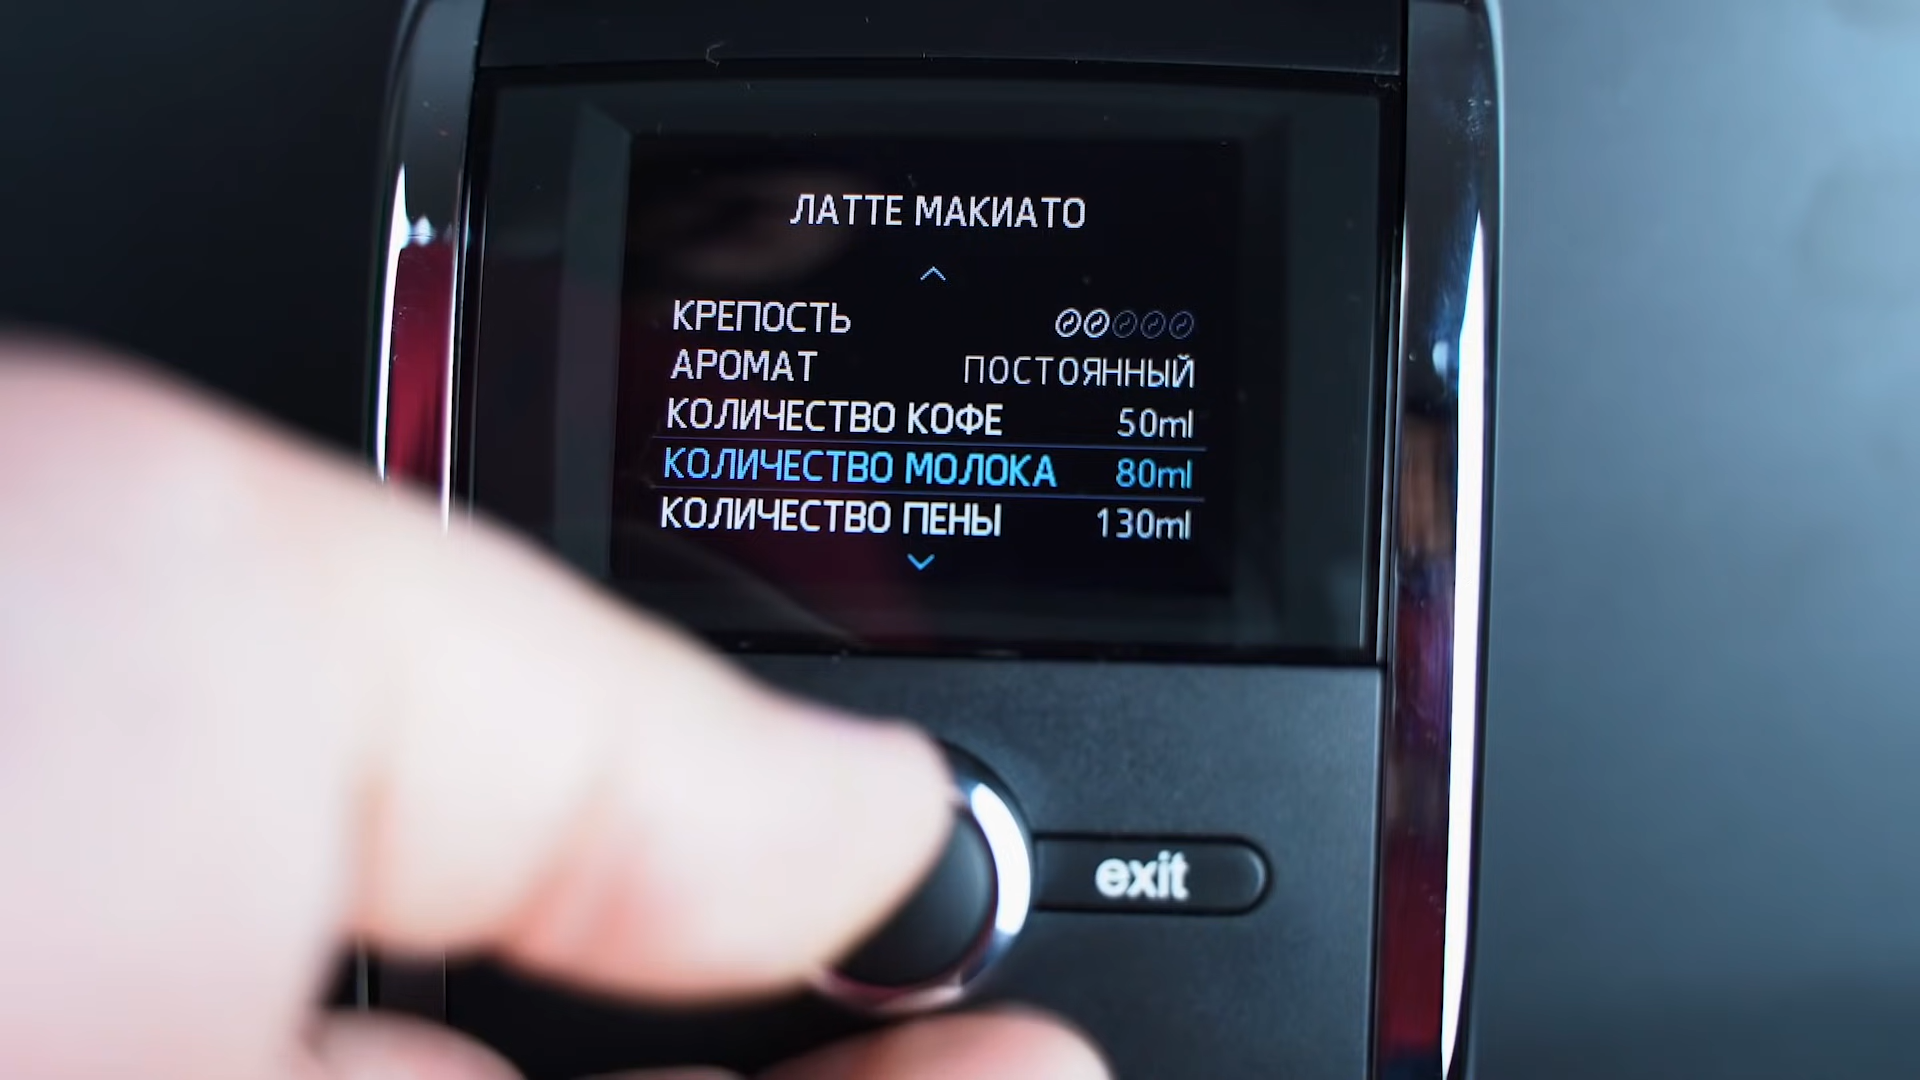 ЛАТТЕ МАКИАТО
КРЕПОСТЬ
АРОМАТ ПОСТОЯННЫЙ
КОЛИЧЕСТВО КОФЕ 50ml
КОЛИЧЕСТВО МОЛОКА 80ml
КОЛИЧЕСТВО ПЕНЫ 130ml
exit